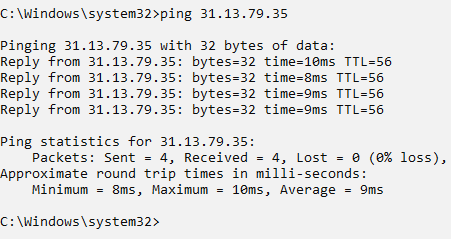 C:\Windows\system32>ping 31.13.79.35
Pinging 31.13.79.35 with 32 bytes of data:
Reply from 31.13.79.35: bytes=32 time=10ms TTL=56
Reply from 31.13.79.35: bytes=32 time=8ms TTL=56
Reply from 31.13.79.35: bytes=32 time=9ms TTL=56
Reply from 31.13.79.35: bytes=32 time=9ms TTL=56
Ping statistics for 31.13.79.35:
    Packets: Sent = 4, Received = 4, Lost = 0 (0% loss),
Approximate round trip times in milli-seconds:
    Minimum = 8ms, Maximum = 10ms, Average = 9ms
C:\Windows\system32>